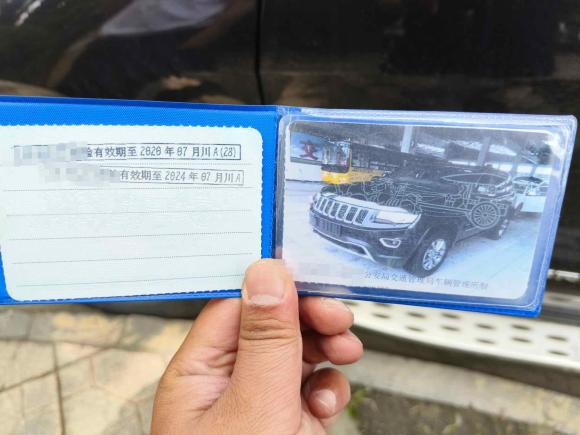 验有效期至 2020 年 07 月川 A(28)
有效期至 2024 年 07 月川 A
公安局交通管理局车辆管理所制